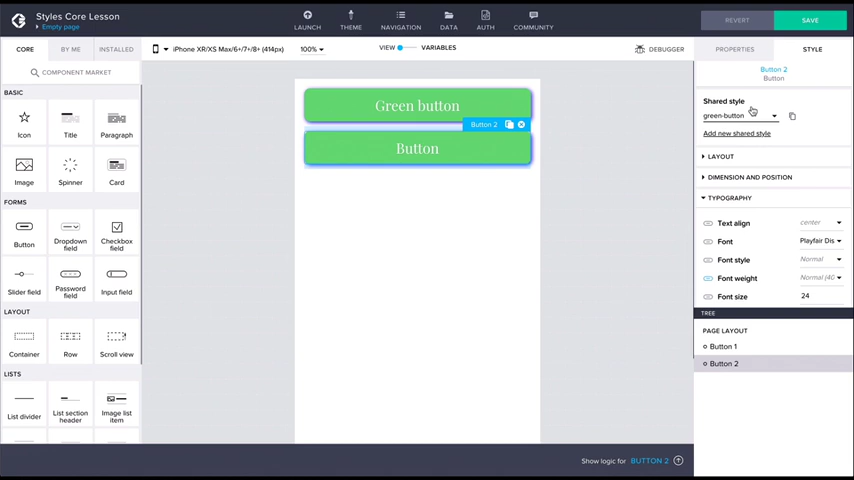 Styles Core Lesson
Empty page
LAUNCH
THEME
NAVIGATION
DATA
AUTH
COMMUNITY
REVERT
SAVE
CORE
BY ME
INSTALLED
iPhone XR/XS Max/6+/7+/8+ (414px)
100%
VIEW
VARIABLES
DEBUGGER
PROPERTIES
STYLE
COMPONENT MARKET
BASIC
Icon
Title
Paragraph
Image
Spinner
Card
FORMS
Button
Dropdown
field
Checkbox
field
Slider field
Password
field
Input field
LAYOUT
Container
Row
Scroll view
LISTS
List divider
List section
header
Image list
item
Green button
Button 2
Button
Button 2
Button
Shared style
green-button
Add new shared style
LAYOUT
DIMENSION AND POSITION
TYPOGRAPHY
Text align
center
Font
Playfair Dis
Font style
Normal
Font weight
Normal (40
Font size
24
TREE
PAGE LAYOUT
Button 1
Button 2
Show logic for BUTTON 2